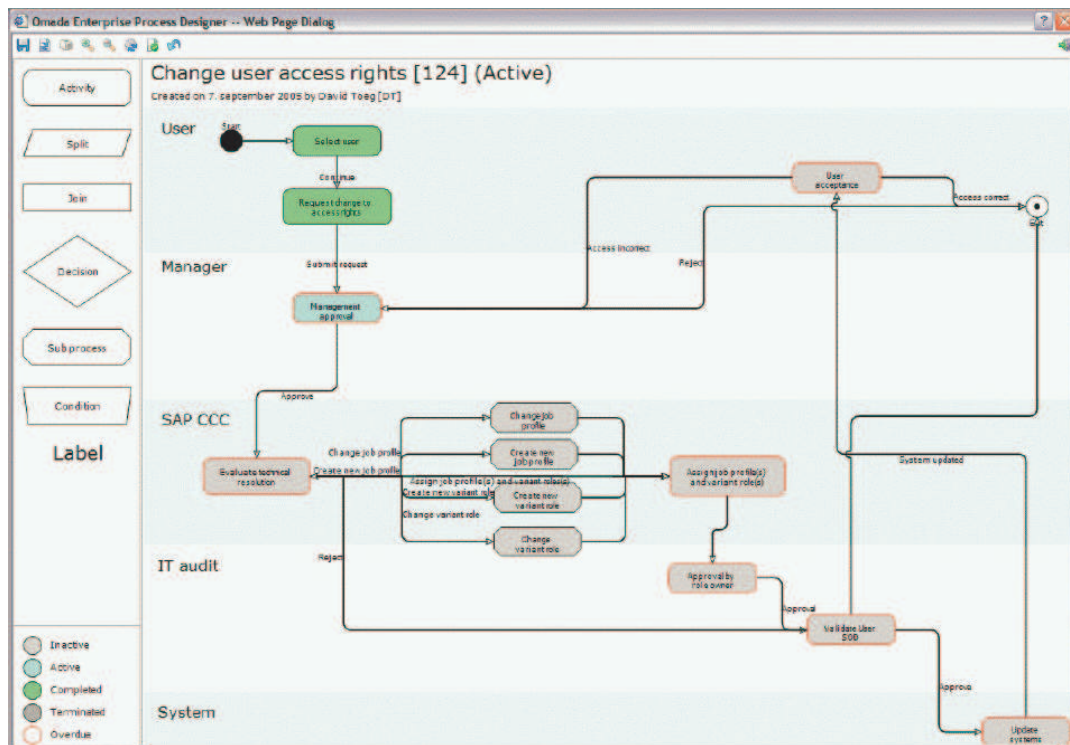 Omada Enterprise Process Designer -- Web Page Dialog
Activity
Split
Join
Decision
Sub process
Condition
Label
Inactive
Active
Completed
Terminated
Overdue
Change user access rights [124] (Active)
Created on 7. september 2005 by David Toeg [DT]
User
Start
Select user
Continue
Request change to
access rights
Submit request
User
acceptance
Access correct
Exit
Access incorrect
Reject
Manager
Management
approval
Approve
SAP CCC
Evaluate technical
resolution
Change job profile
Create new job profile
Assign job profile(s) and variant role(s)
Create new variant role
Change variant role
Change job
profile
Create new
job profile
Create new
variant role
Change
variant role
Assign job profile(s)
and variant role(s)
System updated
IT audit
Reject
Approval by
role owner
Approval
Validate User
SOD
Approval
System
Update
systems